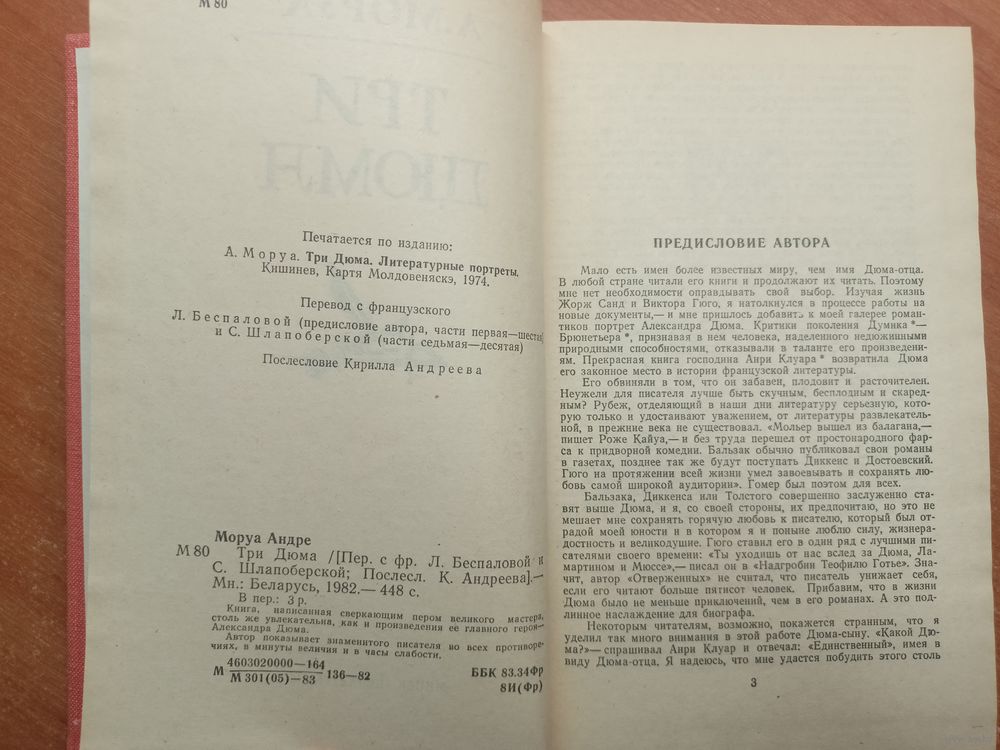 М 80
А. МОРУА
ТРИ
ДЮМА
Печатается по изданию:
А. Моруа. Три Дюма. Литературные портреты.
Кишинев, Картя Молдовеняскэ, 1974.
Перевод с французского
Л. Беспаловой (предисловие автора, части первая—шестая)
и С. Шлапоберской (части седьмая—десятая)
Послесловие Кирилла Андреева
Моруа Андре
М 80 Три Дюма /[Пер. с фр. Л. Беспаловой и
С. Шлапоберской; Послесл. К. Андреева].—
Мн.: Беларусь, 1982.— 448 с.
В пер.: 3 р.
Книга, написанная сверкающим пером великого мастера,
столь же увлекательна, как и произведения её главного героя—
Александра Дюма.
Автор показывает знаменитого писателя во всех противоре-
чиях, в минуты величия и в часы слабости.
М 4603020000—164
М 301(05)—83 136—82
ББК 83.34Фр
8И(Фр)
ПРЕДИСЛОВИЕ АВТОРА
Мало есть имен более известных миру, чем имя Дюма-отца.
В любой стране читали его книги и продолжают их читать. Поэтому
мне нет необходимости оправдывать свой выбор. Изучая жизнь
Жорж Санд и Виктора Гюго, я натолкнулся в процессе работы на
новые документы,— и мне пришлось добавить к моей галерее роман-
тиков портрет Александра Дюма. Критики поколения Думика *—
Брюнетьера *, признавая в нем человека, наделенного недюжинными
природными способностями, отказывали в таланте его произведени-
ям. Прекрасная книга господина Анри Клуара * возвратила Дюма
его законное место в истории французской литературы.
Его обвиняли в том, что он забавен, плодовит и расточителен.
Неужели для писателя лучше быть скучным, бесплодным и скаред-
ным? Рубеж, отделяющий в наши дни литературу серьезную, кото-
рую только и удостаивают уважением, от литературы развлекатель-
ной, в прежние века не существовал. «Мольер вышел из балагана,—
пишет Роже Кайуа,— и без труда перешел от простонародного фар-
са к придворной комедии. Бальзак обычно публиковал свои романы
в газетах, позднее так же будут поступать Диккенс и Достоевский.
Гюго на протяжении всей жизни умел завоевывать и сохранять лю-
бовь самой широкой аудитории». Гомер был поэтом для всех.
Бальзака, Диккенса или Толстого совершенно заслуженно ста-
вят выше Дюма, и я, со своей стороны, их предпочитаю, но это не
мешает мне сохранять горячую любовь к писателю, который был от-
радой моей юности и в котором я и поныне люблю силу, жизнера-
достность и великодушие. Гюго ставил его в один ряд с лучшими пи-
сателями своего времени: «Ты уходишь от нас вслед за Дюма, Ла-
мартином и Мюссе»,— писал он в «Надгробии Теофилю Готье». Зна-
чит, автор «Отверженных» не считал, что писатель унижает себя,
если его читают больше пятисот человек. Прибавим, что в жизни
Дюма было не меньше приключений, чем в его романах. А это под-
линное наслаждение для биографа.
Некоторым читателям, возможно, покажется странным, что я
уделил так много внимания в этой работе Дюма-сыну. «Какой Дю-
ма?»— спрашивал Анри Клуар и отвечал: «Единственный», имея в
виду Дюма-отца. Я надеюсь, что мне удастся побудить этого столь
3